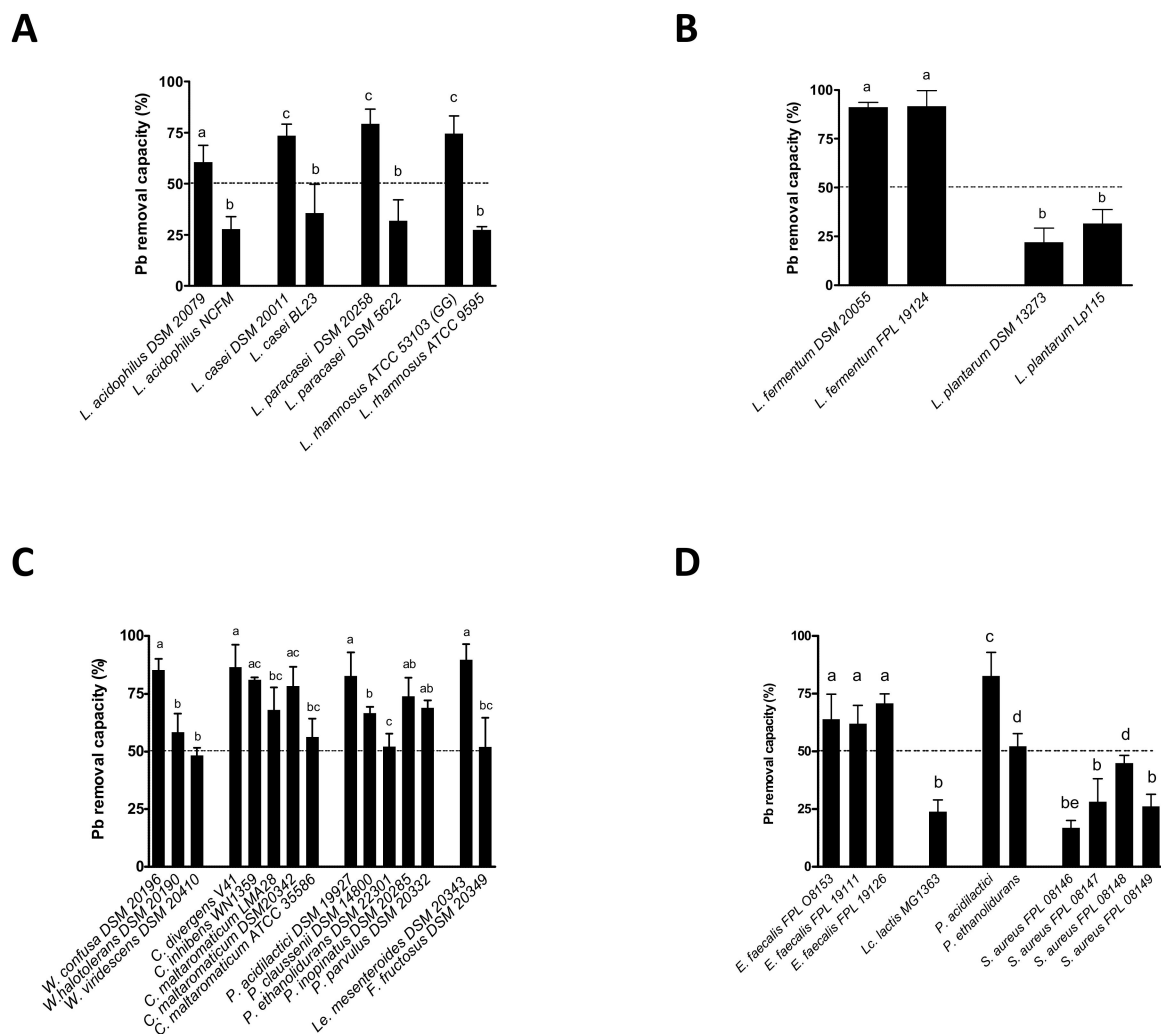 A
Pb removal capacity (%)
100
75
50
25
0
a
b
c
b
c
b
c
b
L. acidophilus DSM 20079
L. acidophilus NCFM
L. casei DSM 20011
L. casei BL23
L. paracasei DSM 20258
L. paracasei DSM 5622
L. rhamnosus ATCC 53103 (GG)
L. rhamnosus ATCC 9595
B
Pb removal capacity (%)
100
75
50
25
0
a
a
b
b
L. fermentum DSM 20055
L. fermentum FPL 19124
L. plantarum DSM 13273
L. plantarum Lp115
C
Pb removal capacity (%)
100
75
50
25
0
a
b
b
a
ac
bc
ac
bc
a
b
c
ab
ab
a
bc
W. confusa DSM 20196
W.halotolerans DSM 20190
W. viridescens DSM 20410
C. divergens V41
C. inhibens WN1359
C. maltaromaticum LMA28
C. maltaromaticum DSM20342
C. maltaromaticum ATCC 35586
P. acidilactici DSM 19927
P. claussenii DSM 14800
P. ethanolidurans DSM 22301
P. inopinatus DSM 20285
P. parvulus DSM 20332
Le. mesenteroides DSM 20343
F. fructosus DSM 20349
D
Pb removal capacity (%)
100
75
50
25
0
a
a
a
b
c
d
be
b
d
b
E. faecalis FPL O8153
E. faecalis FPL 19111
E. faecalis FPL 19126
Lc. lactis MG1363
P. acidilactici
P. ethanolidurans
S. aureus FPL 08146
S. aureus FPL 08147
S. aureus FPL 08148
S. aureus FPL 08149